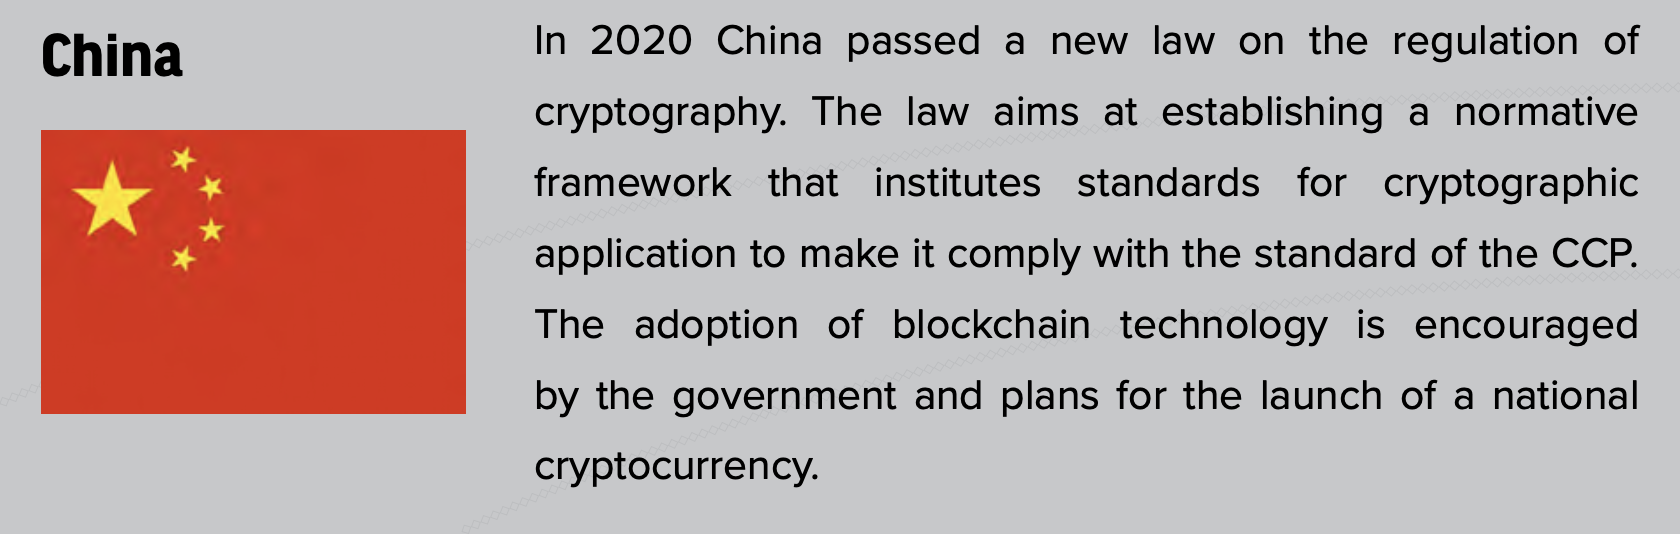 China
In 2020 China passed a new law on the regulation of
cryptography. The law aims at establishing a normative
framework that institutes standards for cryptographic
application to make it comply with the standard of the CCP.
The adoption of blockchain technology is encouraged
by the government and plans for the launch of a national
cryptocurrency.